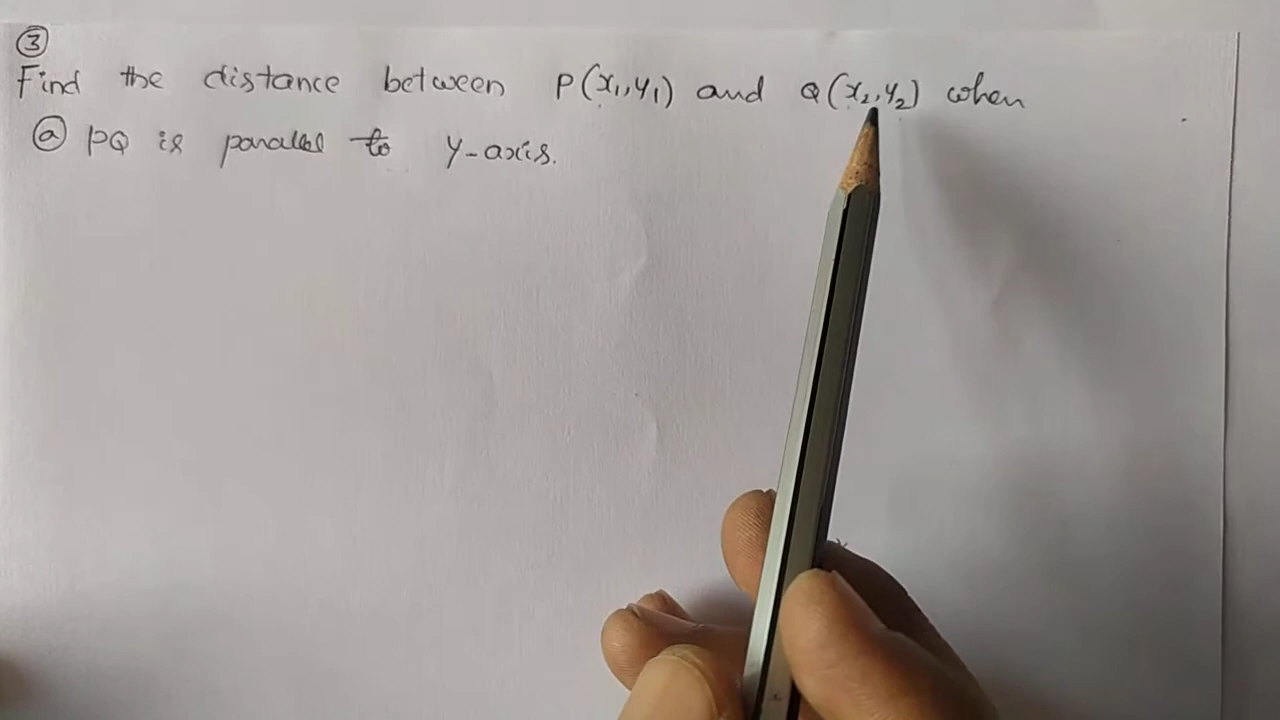 ③
Find the distance between P(x₁,y₁) and Q(x₂,y₂) when
ⓐ PQ is parallel to y-axis.